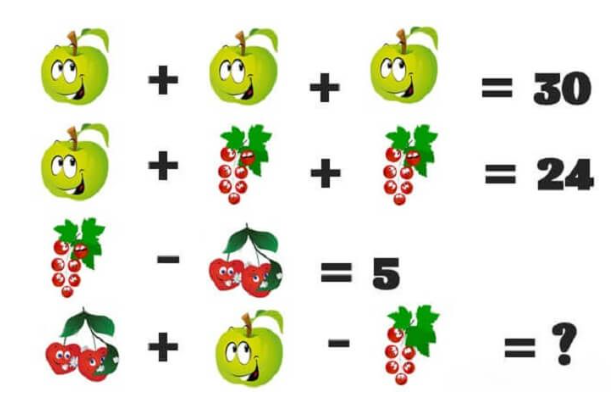 + + = 30
+ + = 24
- = 5
+ - = ?